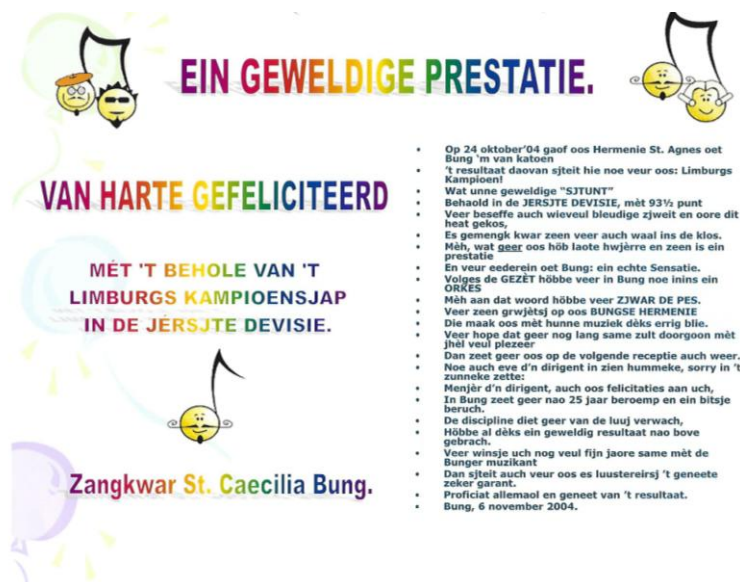 EIN GEWELDIGE PRESTATIE.
VAN HARTE GEFELICITEERD
MÈT 'T BEHOLE VAN 'T
LIMBURGS KAMPIOENSJAP
IN DE JÈRSJTE DEVISIE.
Zangkwar St. Caecilia Bung.
• Op 24 oktober'04 gaof oos Hermenie St. Agnes oet
Bung 'm van katoen
• 't resultaat daovan sjteit hie noe veur oos: Limburgs
Kampioen!
• Wat unne geweldige "SJTUNT"
• Behaold in de JERSJTE DEVISIE, mèt 93½ punt
• Veer beseffe auch wieveul bleudige zjweit en oore dit
heat gekos,
• Es gemengk kwar zeen veer auch waal ins de klos.
• Mèh, wat geer oos höb laote hwjèrre en zeen is ein
prestatie
• En veur eederein oet Bung: ein echte Sensatie.
• Volges de GEZÈT höbbe veer in Bung noe inins ein
ORKES
• Mèh aan dat woord höbbe veer ZJWAR DE PES.
• Veer zeen grwjètsj op oos BUNGSE HERMENIE
• Die maak oos mèt hunne muziek dèks errig blie.
• Veer hope dat geer nog lang same zult doorgoon mèt
jhèl veul plezeer
• Dan zeet geer oos op de volgende receptie auch weer.
• Noe auch eve d'n dirigent in zien hummeke, sorry in 't
zunneke zette:
• Menjèr d'n dirigent, auch oos felicitaties aan uch,
• In Bung zeet geer nao 25 jaar beroemp en ein bitsje
beruch.
• De discipline diet geer van de luuj verwach,
• Höbbe al dèks ein geweldig resultaat nao bove
gebrach.
• Veer winsje uch nog veul fijn jaore same mèt de
Bunger muzikant
• Dan sjteit auch veur oos es luustereirsj 't geneete
zeker garant.
• Proficiat allemaol en geneet van 't resultaat.
• Bung, 6 november 2004.